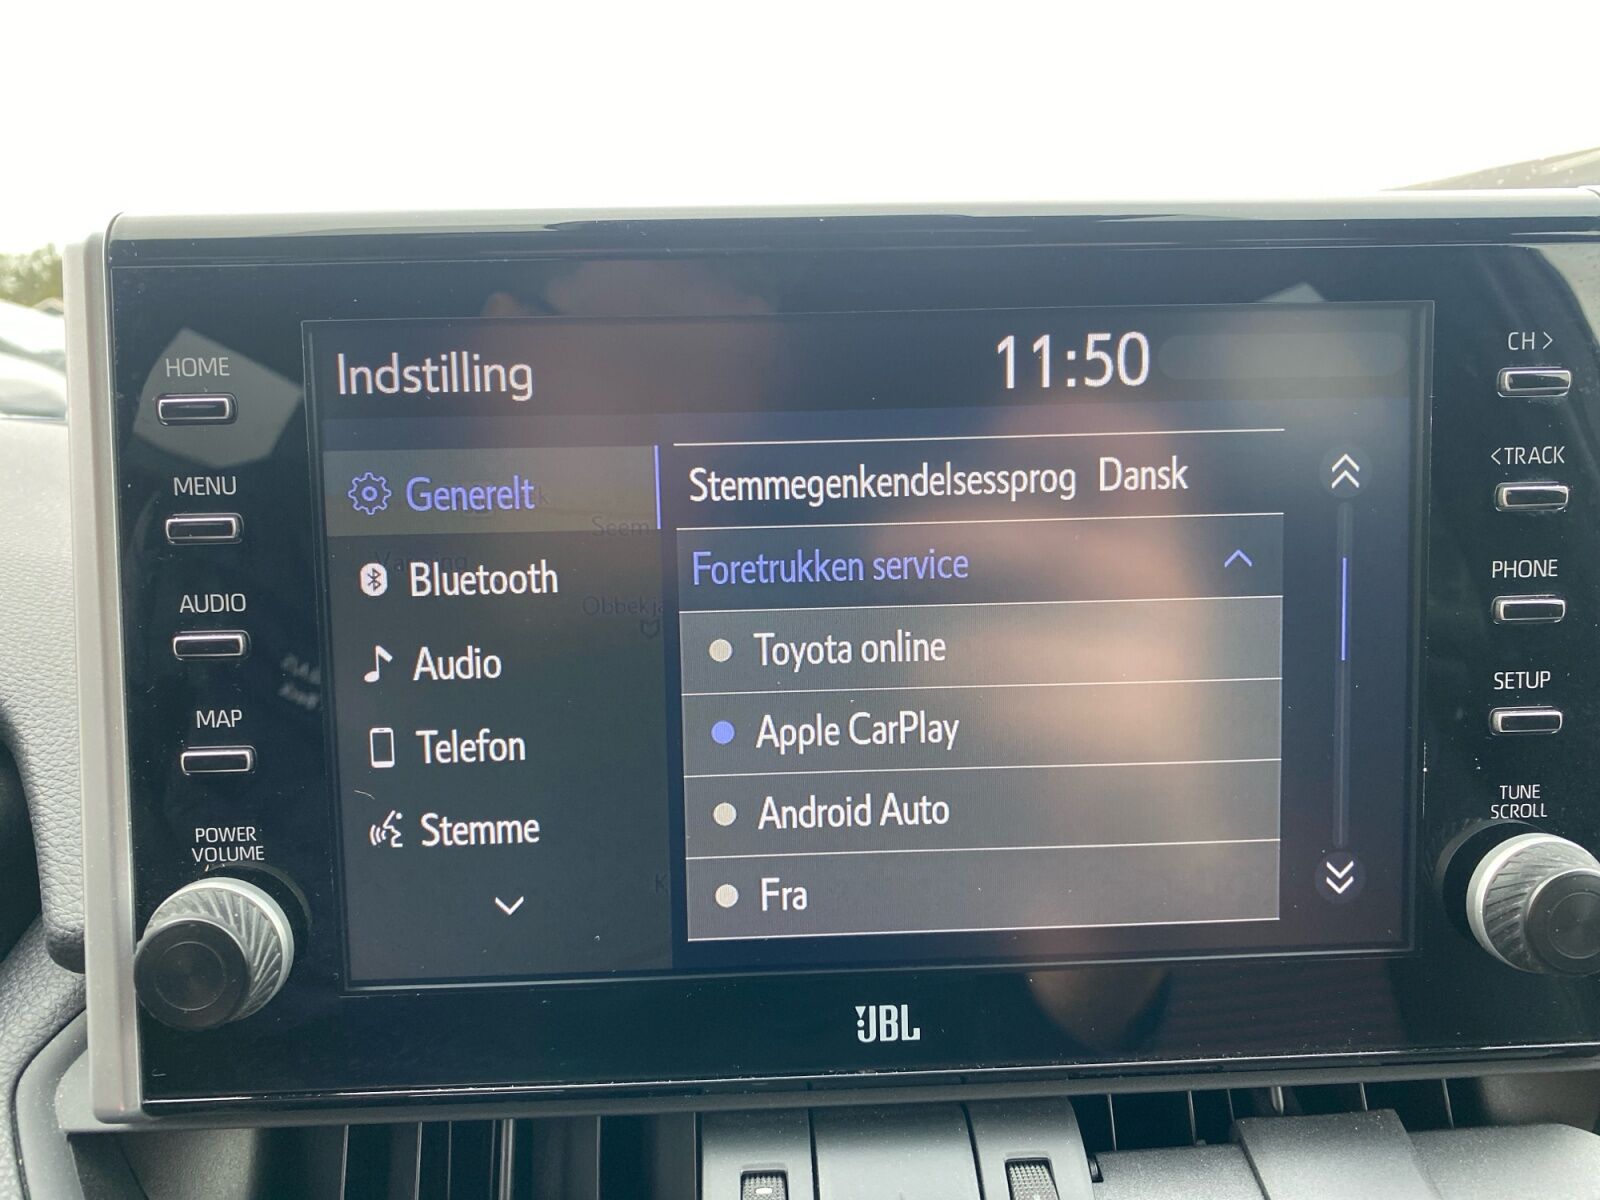 HOME
MENU
AUDIO
MAP
POWER
VOLUME
Indstilling
11:50
Generelt
Bluetooth
Audio
Telefon
Stemme
Stemmegenkendelsessprog Dansk
Foretrukken service
Toyota online
Apple CarPlay
Android Auto
Fra
CH >
<TRACK
PHONE
SETUP
TUNE
SCROLL
JBL